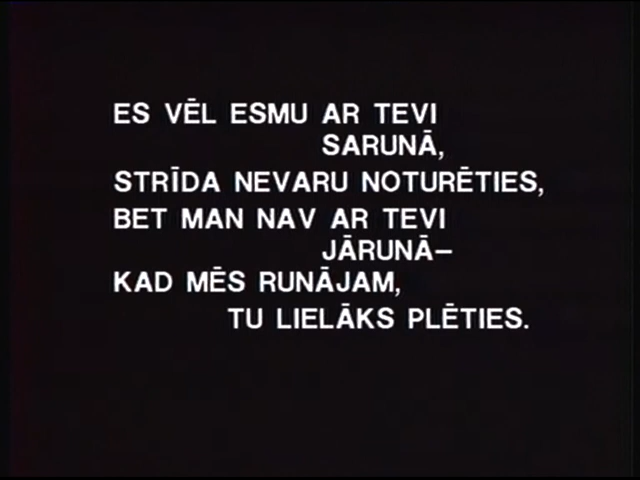 ES VĒL ESMU AR TEVI
SARUNĀ,
STRĪDA NEVARU NOTURĒTIES,
BET MAN NAV AR TEVI
JĀRUNĀ–
KAD MĒS RUNĀJAM,
TU LIELĀKS PLĒTIES.